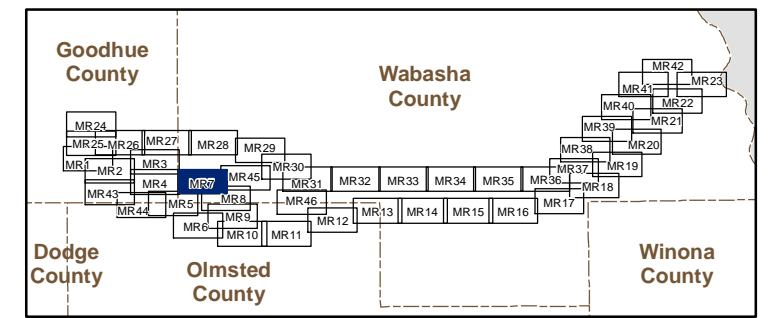 Goodhue
County
Wabasha
County
MR42
MR41
MR23
MR40
MR22
MR24
MR39
MR21
MR25
MR26
MR27
MR28
MR29
MR38
MR20
MR1
MR2
MR3
MR30
MR37
MR19
MR43
MR4
MR7
MR45
MR31
MR32
MR33
MR34
MR35
MR36
MR18
MR44
MR5
MR8
MR46
MR17
MR6
MR9
MR12
MR13
MR14
MR15
MR16
MR10
MR11
Dodge
County
Olmsted
County
Winona
County